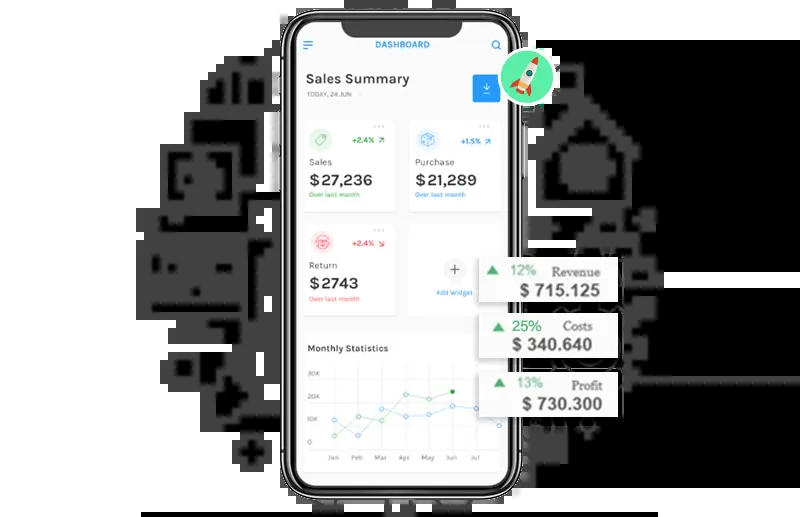 DASHBOARD
Sales Summary
TODAY, 24 JUN
+2.4%
Sales
$27,236
Over last month
+1.5%
Purchase
$21,289
Over last month
+2.4%
Return
$2743
Over last month
+
Add Widget
12% Revenue
$ 715.125
25% Costs
$ 340.640
13% Profit
$ 730.300
Monthly Statistics
30K
20K
10K
0
Jan Feb Mar Apr May Jun Jul